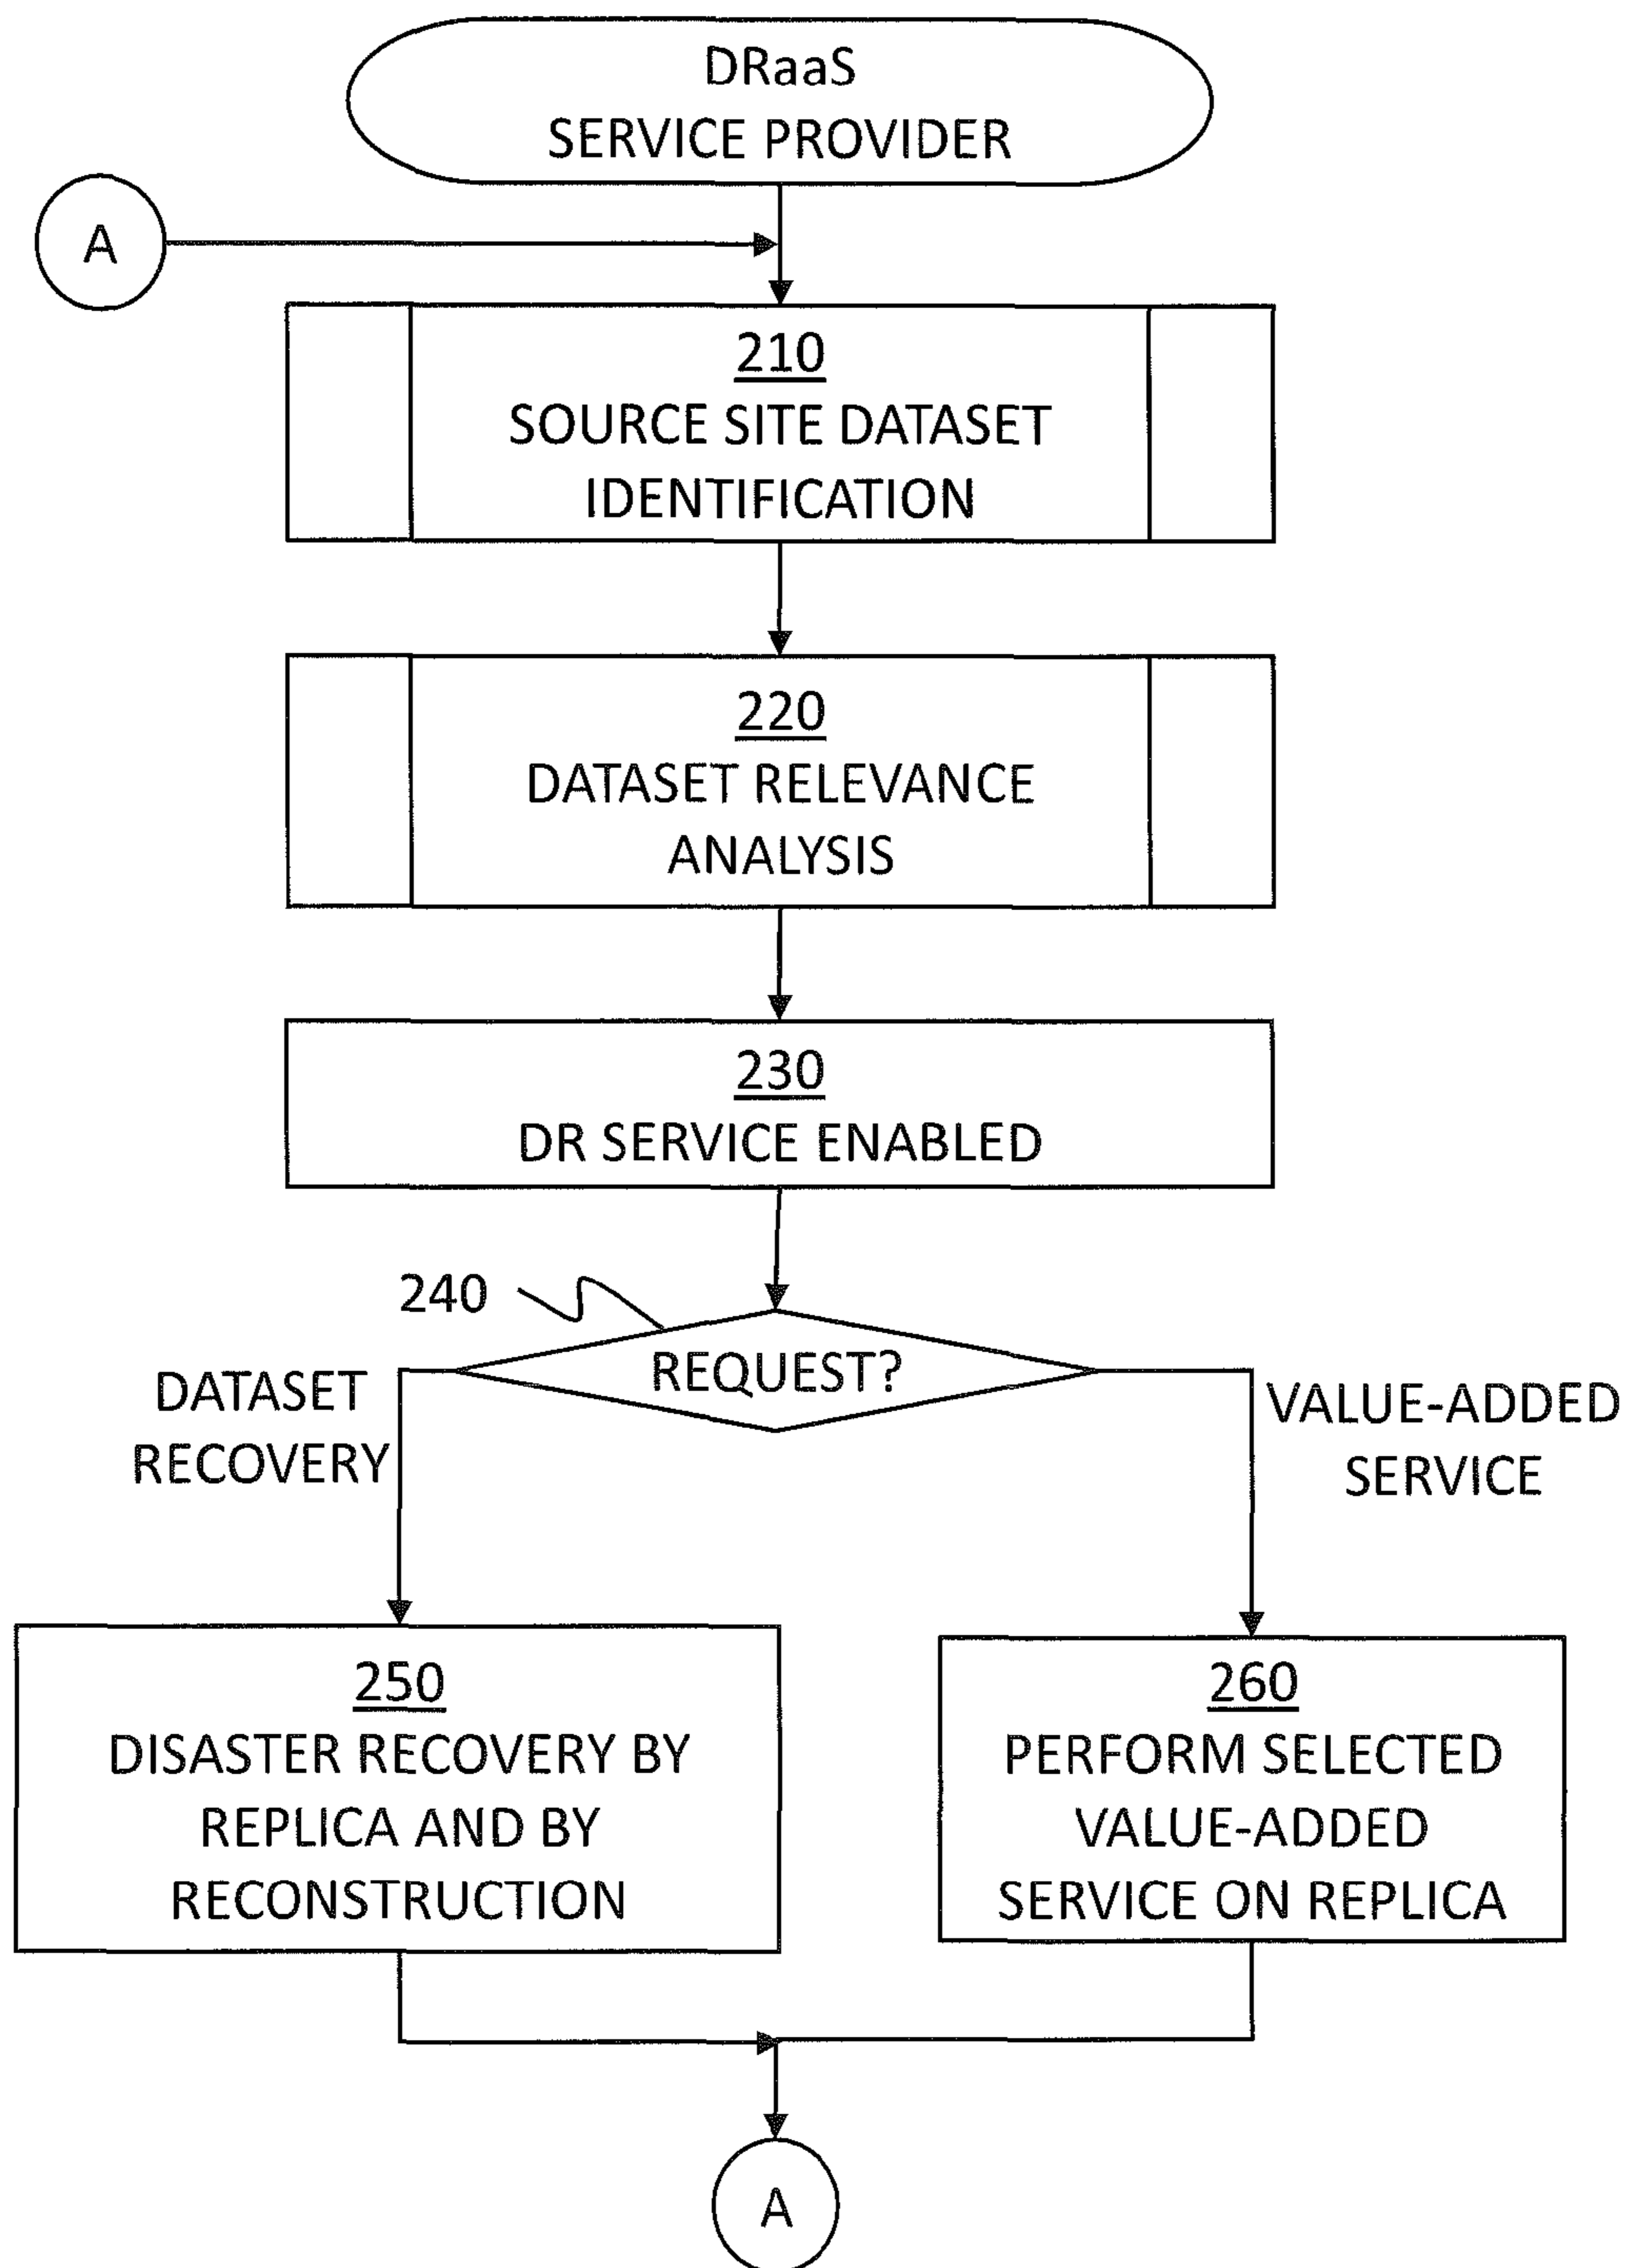 DRaaS
SERVICE PROVIDER
A
210
SOURCE SITE DATASET
IDENTIFICATION
220
DATASET RELEVANCE
ANALYSIS
230
DR SERVICE ENABLED
240
REQUEST?
DATASET
RECOVERY
VALUE-ADDED
SERVICE
250
DISASTER RECOVERY BY
REPLICA AND BY
RECONSTRUCTION
260
PERFORM SELECTED
VALUE-ADDED
SERVICE ON REPLICA
A